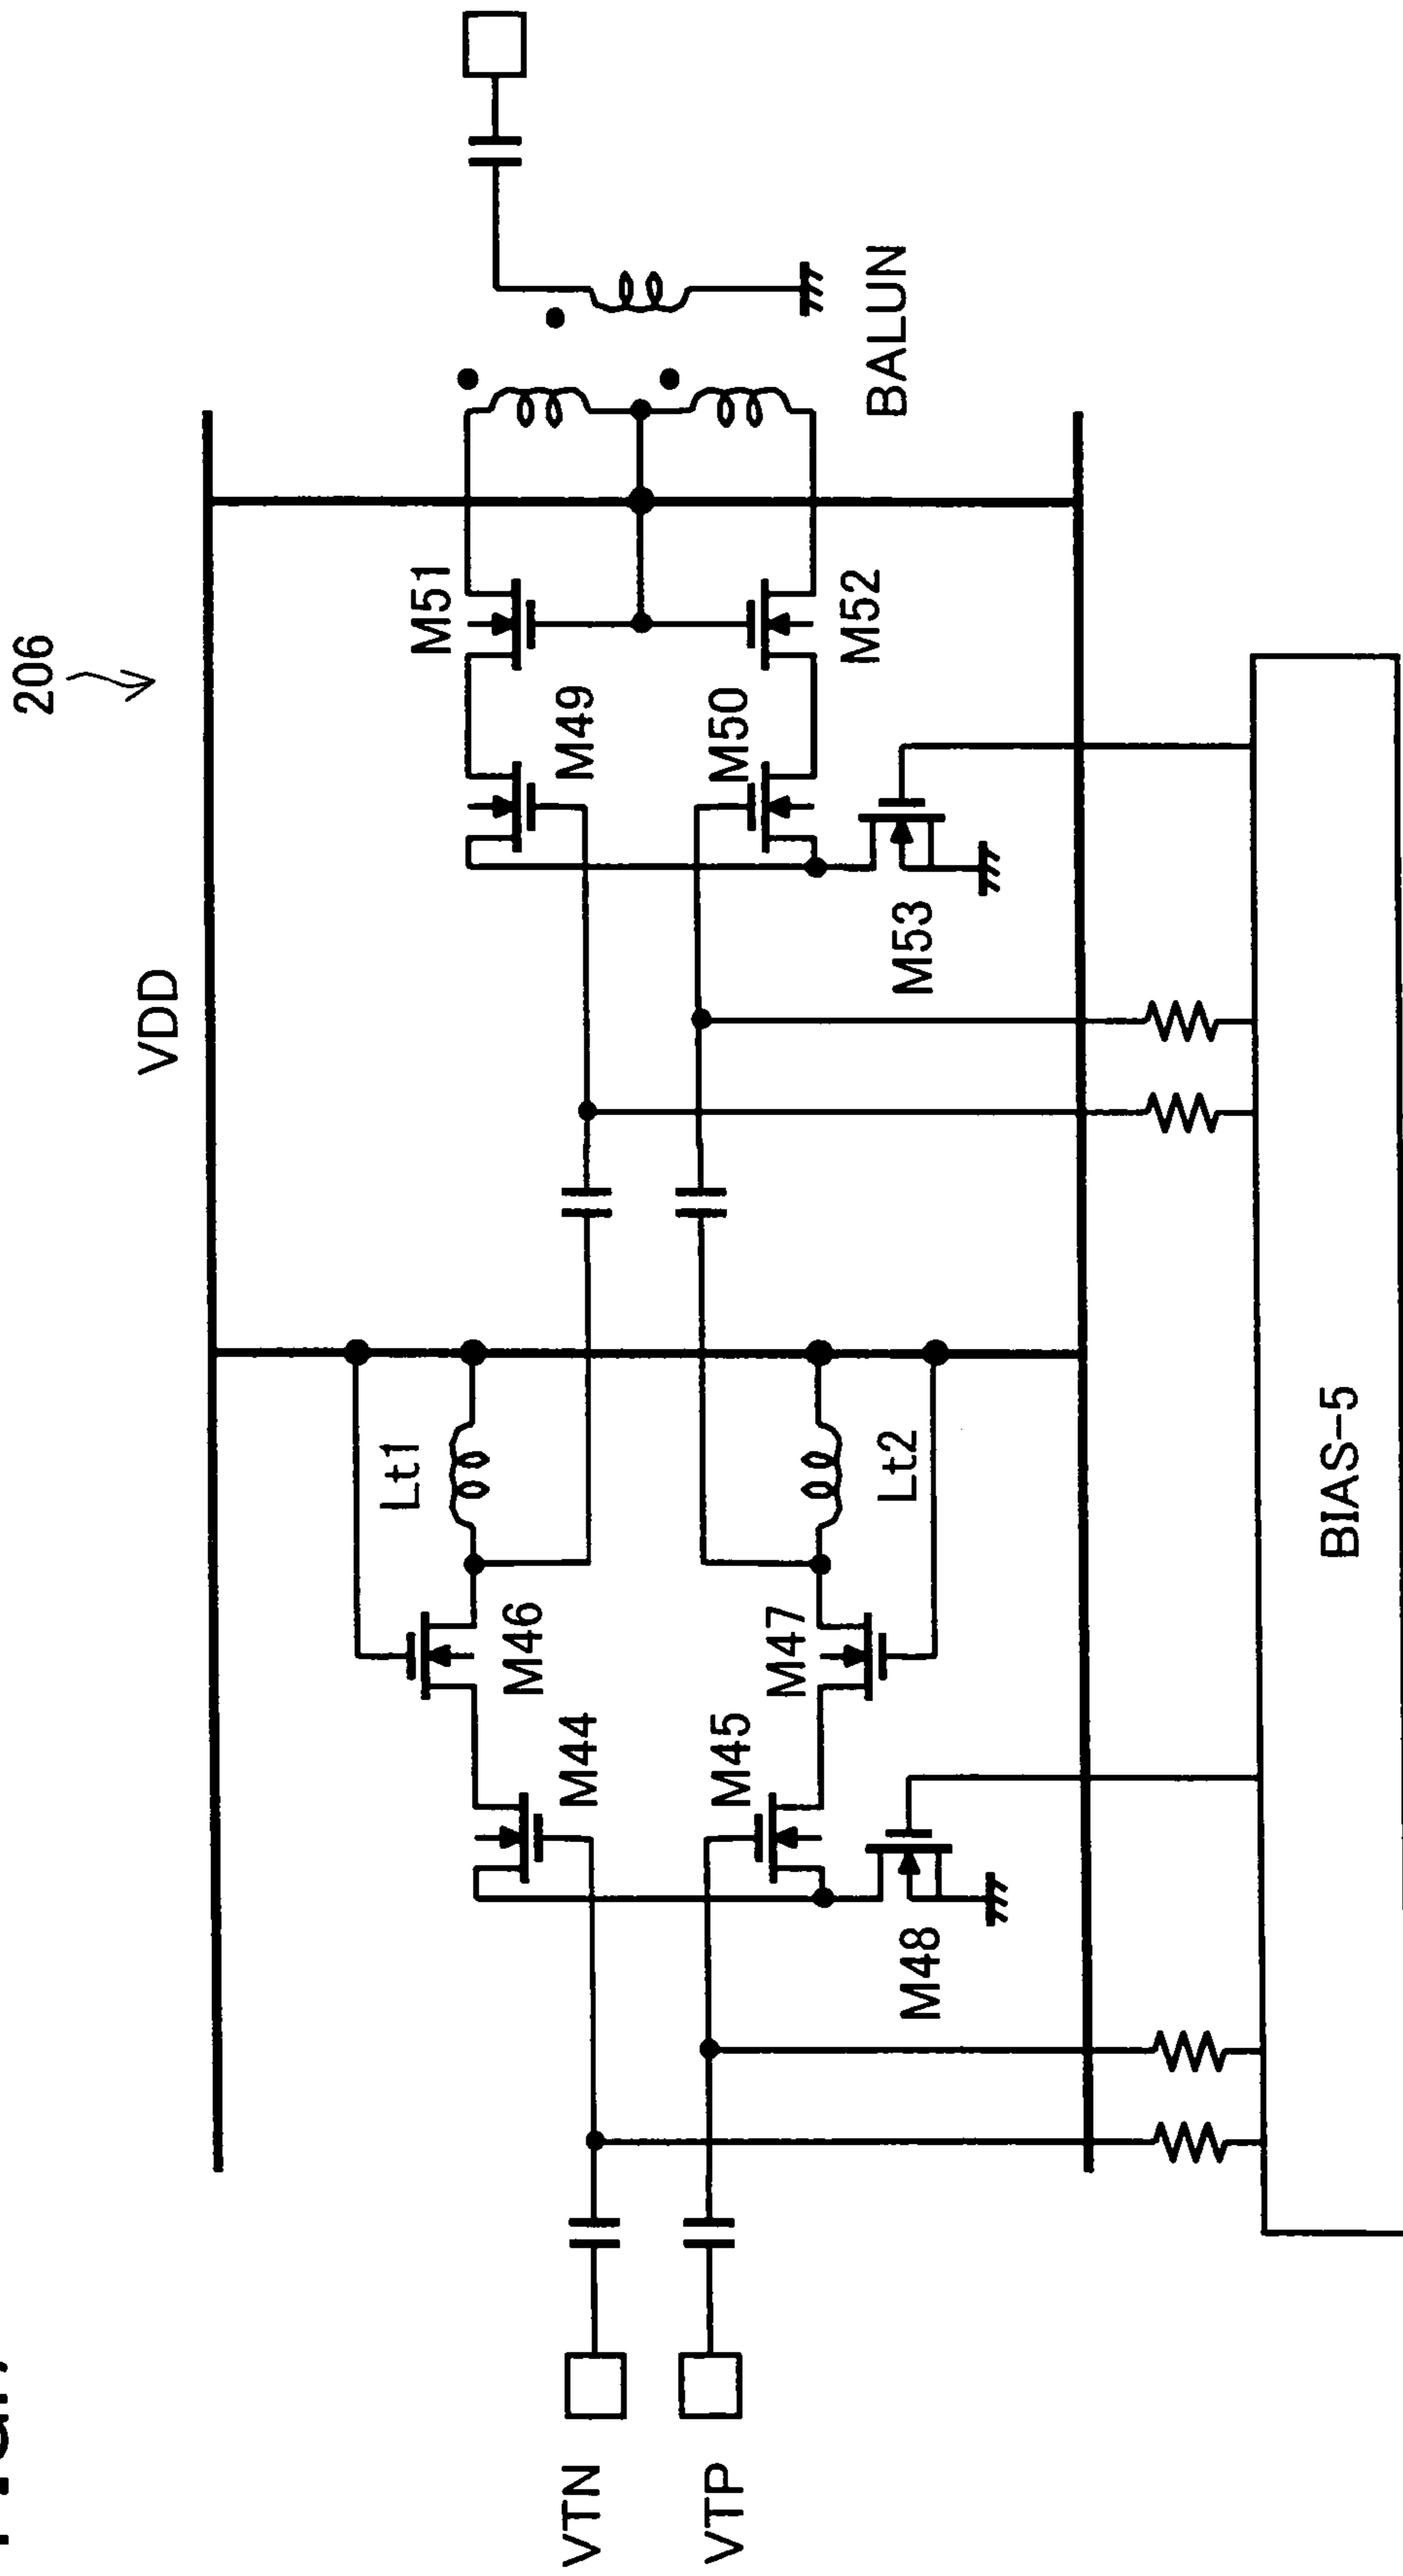 206
VDD
M51
M49
M50
M52
BALUN
M53
Lt1
M46
M44
M47
M45
Lt2
M48
VTN
VTP
BIAS-5